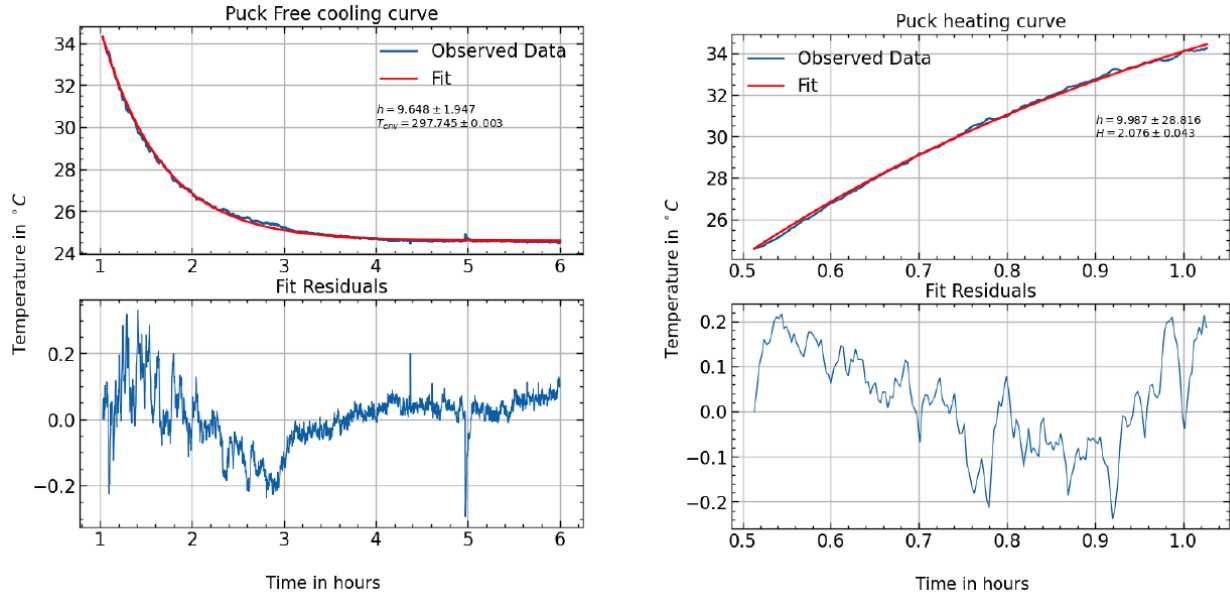 Puck Free cooling curve
34
32
30
28
26
24
Observed Data
Fit
h = 9.648 ± 1.947
T_env = 297.745 ± 0.003
1 2 3 4 5 6
Fit Residuals
0.2
0.0
−0.2
1 2 3 4 5 6
Temperature in °C
Time in hours
Puck heating curve
34
32
30
28
26
Observed Data
Fit
h = 9.987 ± 28.816
H = 2.076 ± 0.043
0.5 0.6 0.7 0.8 0.9 1.0
Fit Residuals
0.2
0.1
0.0
−0.1
−0.2
0.5 0.6 0.7 0.8 0.9 1.0
Temperature in °C
Time in hours